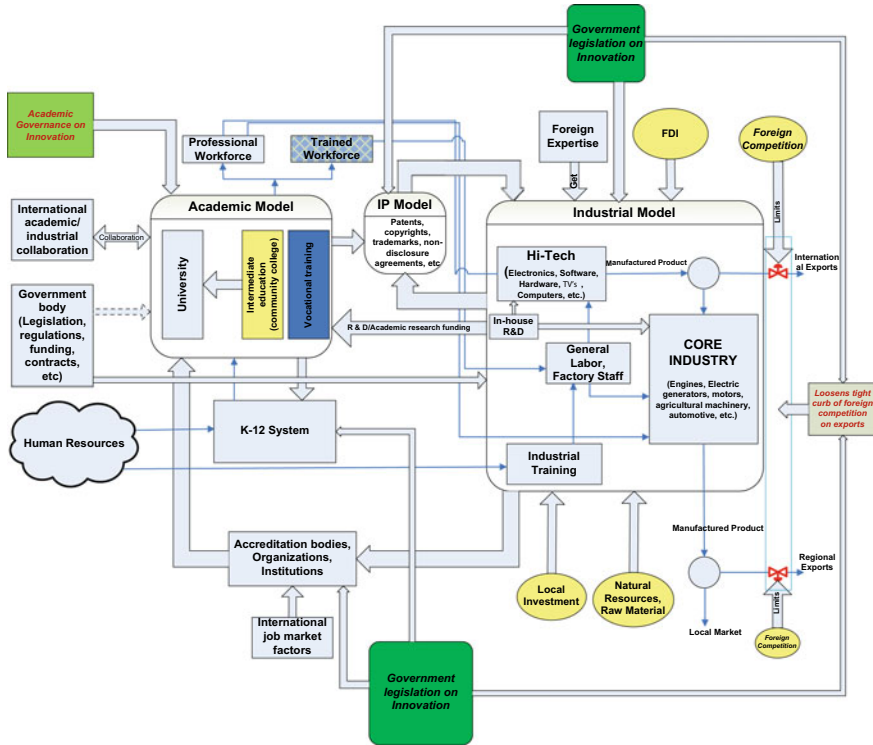 Government
legislation on
Innovation
Academic
Governance on
Innovation
Professional
Workforce
Trained
Workforce
Foreign
Expertise
FDI
Foreign
Competition
Get
Limits
International
academic/
industrial
collaboration
Collaboration
Academic Model
University
Intermediate
education
(community college)
Vocational training
IP Model
Patents,
copyrights,
trademarks, non-
disclosure
agreements, etc
Industrial Model
Hi-Tech
(Electronics, Software,
Hardware, TV's ,
Computers, etc.)
Manufactured Product
Internation
al Exports
Government
body
(Legislation,
regulations,
funding,
contracts,
etc)
R & D/Academic research funding
In-house
R&D
General
Labor,
Factory Staff
CORE
INDUSTRY
(Engines, Electric
generators, motors,
agricultural machinery,
automotive, etc.)
Loosens tight
curb of foreign
competition
on exports
Human Resources
K-12 System
Industrial
Training
Manufactured Product
Accreditation bodies,
Organizations,
Institutions
Local
Investment
Natural
Resources,
Raw Material
Regional
Exports
Limits
Local Market
Foreign
Competition
International
job market
factors
Government
legislation on
Innovation